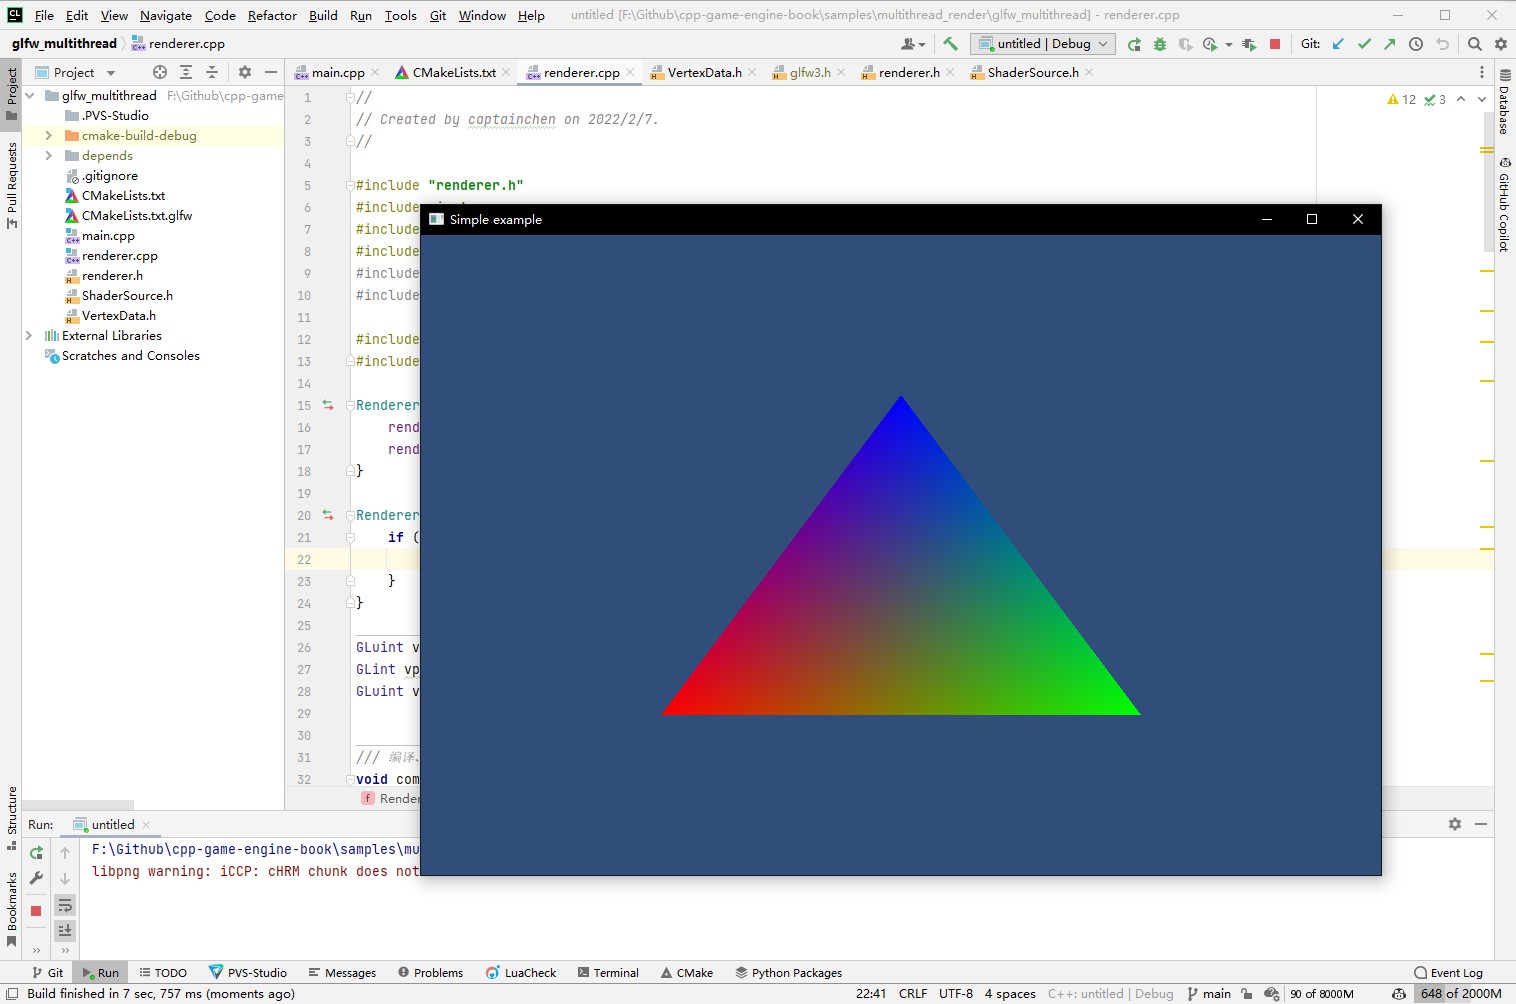 CL File Edit View Navigate Code Refactor Build Run Tools Git Window Help untitled [F:\Github\cpp-game-engine-book\samples\multithread_render\glfw_multithread] - renderer.cpp
glfw_multithread renderer.cpp untitled | Debug Git:
Project main.cpp CMakeLists.txt renderer.cpp VertexData.h glfw3.h renderer.h ShaderSource.h
Project
Pull Requests
Structure
Bookmarks
Database
GitHub Copilot
glfw_multithread F:\Github\cpp-game
.PVS-Studio
cmake-build-debug
depends
.gitignore
CMakeLists.txt
CMakeLists.txt.glfw
main.cpp
renderer.cpp
renderer.h
ShaderSource.h
VertexData.h
External Libraries
Scratches and Consoles
12 3
1 //
2 // Created by captainchen on 2022/2/7.
3 //
4
5 #include "renderer.h"
6 #include
7 #include
8 #include
9 #include
10 #include
11
12 #include
13 #include
14
15 Renderer
16 rend
17 rend
18 }
19
20 Renderer
21 if (
22
23 }
24 }
25
26 GLuint v
27 GLint vp
28 GLuint v
29
30
31 /// 编译、
32 void com
f Render
Simple example
Run: untitled
F:\Github\cpp-game-engine-book\samples\mu
libpng warning: iCCP: cHRM chunk does not
Git Run TODO PVS-Studio Messages Problems LuaCheck Terminal CMake Python Packages Event Log
Build finished in 7 sec, 757 ms (moments ago) 22:41 CRLF UTF-8 4 spaces C++: untitled | Debug main 90 of 8000M 648 of 2000M